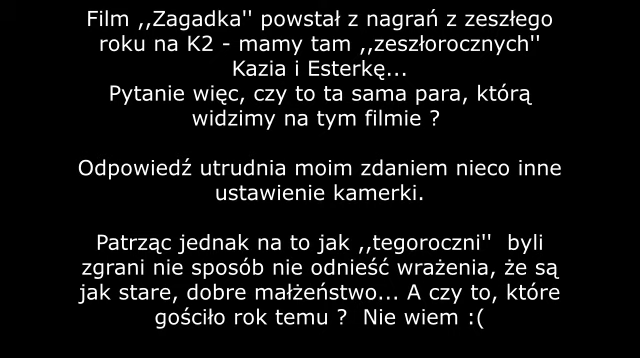 Film ,,Zagadka'' powstał z nagrań z zeszłego
roku na K2 - mamy tam ,,zeszłorocznych''
Kazia i Esterkę...
Pytanie więc, czy to ta sama para, którą
widzimy na tym filmie ?
Odpowiedź utrudnia moim zdaniem nieco inne
ustawienie kamerki.
Patrząc jednak na to jak ,,tegoroczni''  byli
zgrani nie sposób nie odnieść wrażenia, że są
jak stare, dobre małżeństwo... A czy to, które
gościło rok temu ?  Nie wiem :(